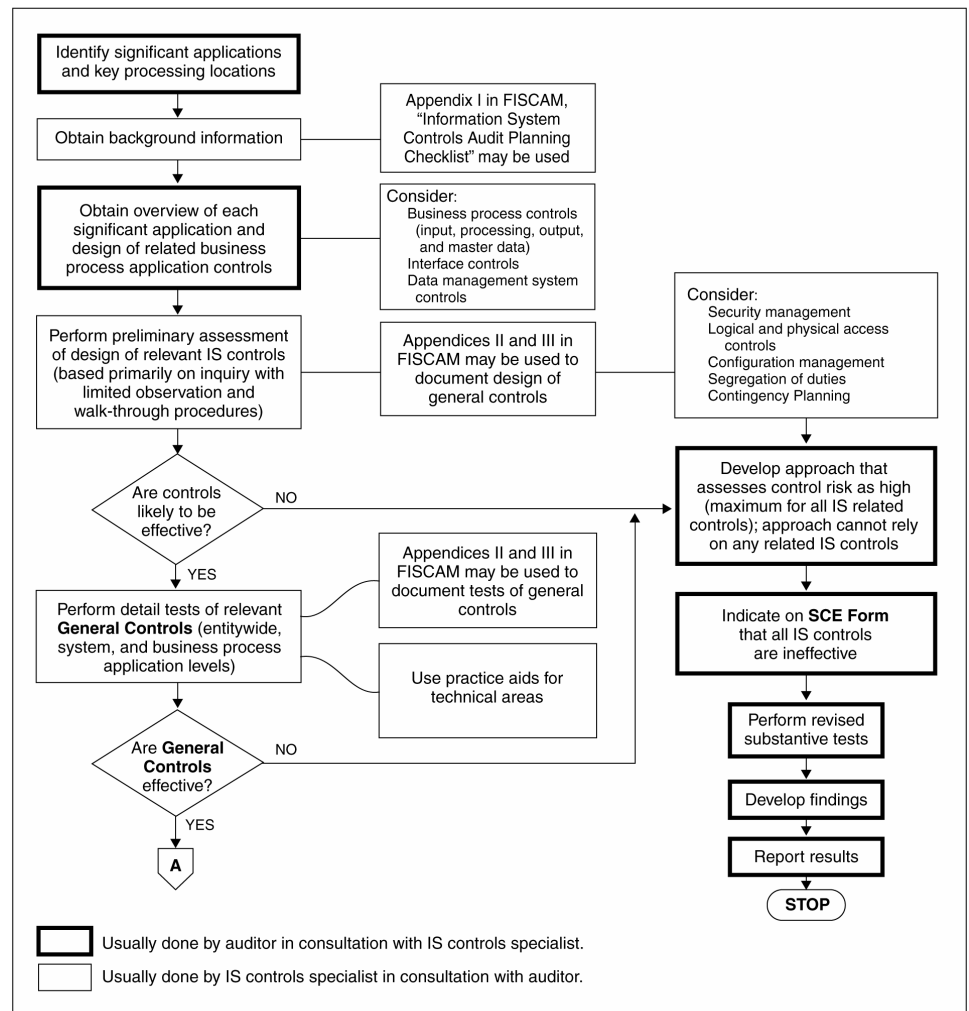 Identify significant applications
and key processing locations
Obtain background information
Appendix I in FISCAM,
“Information System
Controls Audit Planning
Checklist” may be used
Obtain overview of each
significant application and
design of related business
process application controls
Consider:
Business process controls
(input, processing, output,
and master data)
Interface controls
Data management system
controls
Perform preliminary assessment
of design of relevant IS controls
(based primarily on inquiry with
limited observation and
walk-through procedures)
Appendices II and III in
FISCAM may be used to
document design of
general controls
Consider:
Security management
Logical and physical access
controls
Configuration management
Segregation of duties
Contingency Planning
Are controls
likely to be
effective?
NO
YES
Develop approach that
assesses control risk as high
(maximum for all IS related
controls); approach cannot rely
on any related IS controls
Perform detail tests of relevant
General Controls (entitywide,
system, and business process
application levels)
Appendices II and III in
FISCAM may be used to
document tests of general
controls
Use practice aids for
technical areas
Indicate on SCE Form
that all IS controls
are ineffective
Are General
Controls
effective?
NO
YES
A
Perform revised
substantive tests
Develop findings
Report results
STOP
Usually done by auditor in consultation with IS controls specialist.
Usually done by IS controls specialist in consultation with auditor.